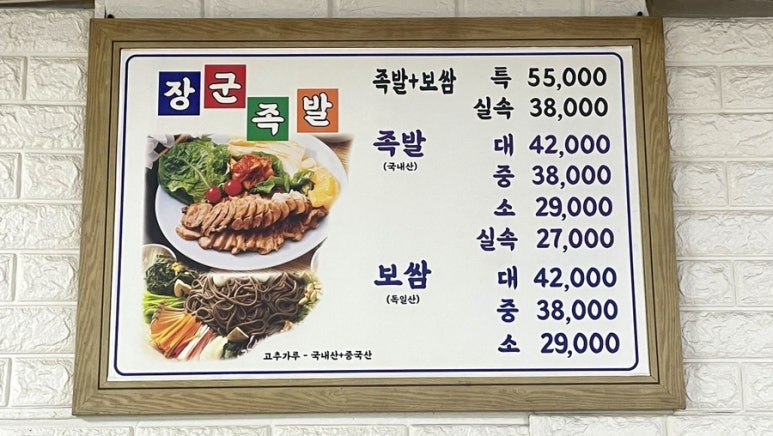 장군족발
족발+보쌈 특 55,000
실속 38,000
족발 대 42,000
(국내산)
중 38,000
소 29,000
실속 27,000
보쌈 대 42,000
(독일산)
중 38,000
소 29,000
고추가루 - 국내산+중국산